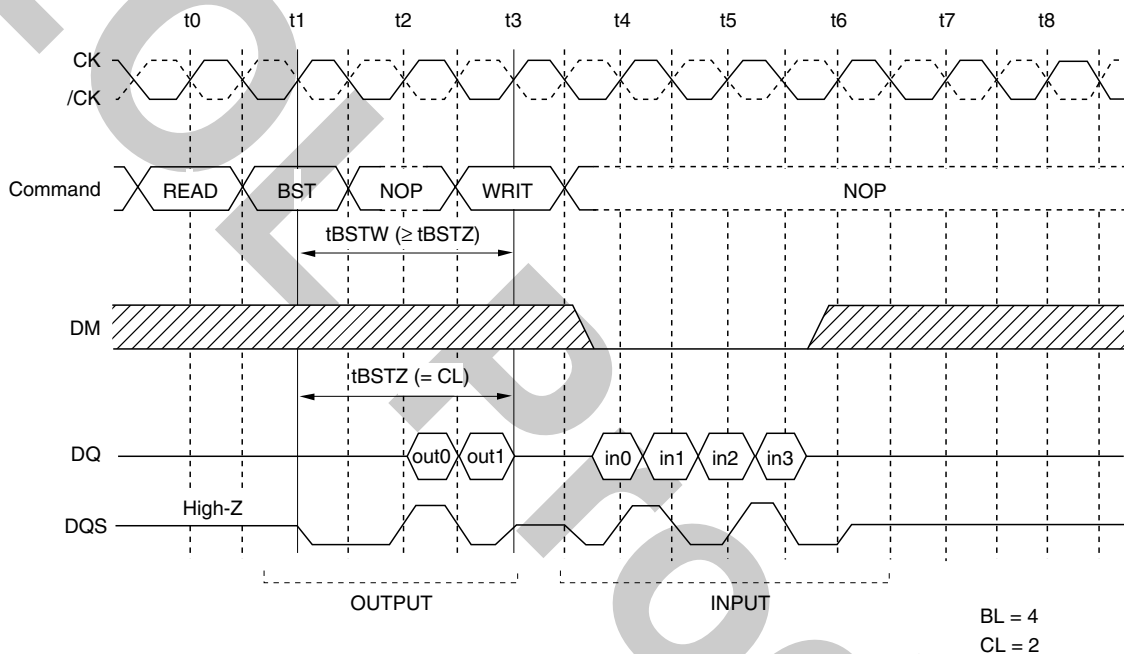 t0 t1 t2 t3 t4 t5 t6 t7 t8
CK
/CK
Command READ BST NOP WRIT NOP
tBSTW (≥ tBSTZ)
DM
tBSTZ (= CL)
DQ out0 out1 in0 in1 in2 in3
High-Z
DQS
OUTPUT INPUT
BL = 4
CL = 2